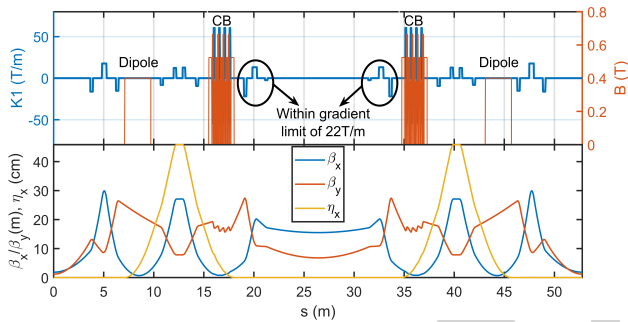 CB
CB
0.8
50
Dipole
Dipole
0.6
K1 (T/m)
0
0.4
B (T)
Within gradient
limit of 22T/m
-50
0.2
0
40
βx
βy
ηx
30
βx/βy(m), ηx (cm)
20
10
0
0 5 10 15 20 25 30 35 40 45 50
s (m)